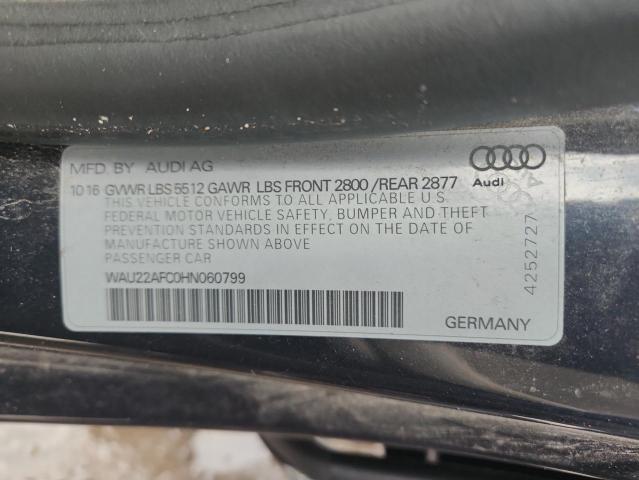 MFD. BY AUDI AG
10 16 GVWR LBS 5512 GAWR LBS FRONT 2800 / REAR 2877
THIS VEHICLE CONFORMS TO ALL APPLICABLE U.S.
FEDERAL MOTOR VEHICLE SAFETY, BUMPER AND THEFT
PREVENTION STANDARDS IN EFFECT ON THE DATE OF
MANUFACTURE SHOWN ABOVE
PASSENGER CAR
WAU22AFC0HN060799
GERMANY
Audi
4252727